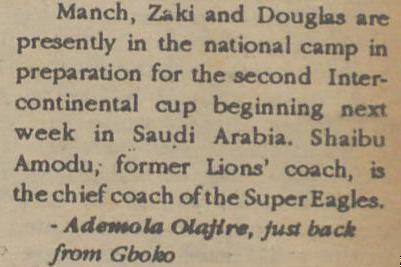 Manch, Zaki and Douglas are
presently in the national camp in
preparation for the second Inter-
continental cup beginning next
week in Saudi Arabia. Shaibu
Amodu, former Lions' coach, is
the chief coach of the Super Eagles.
- Ademola Olajire, just back
from Gboko